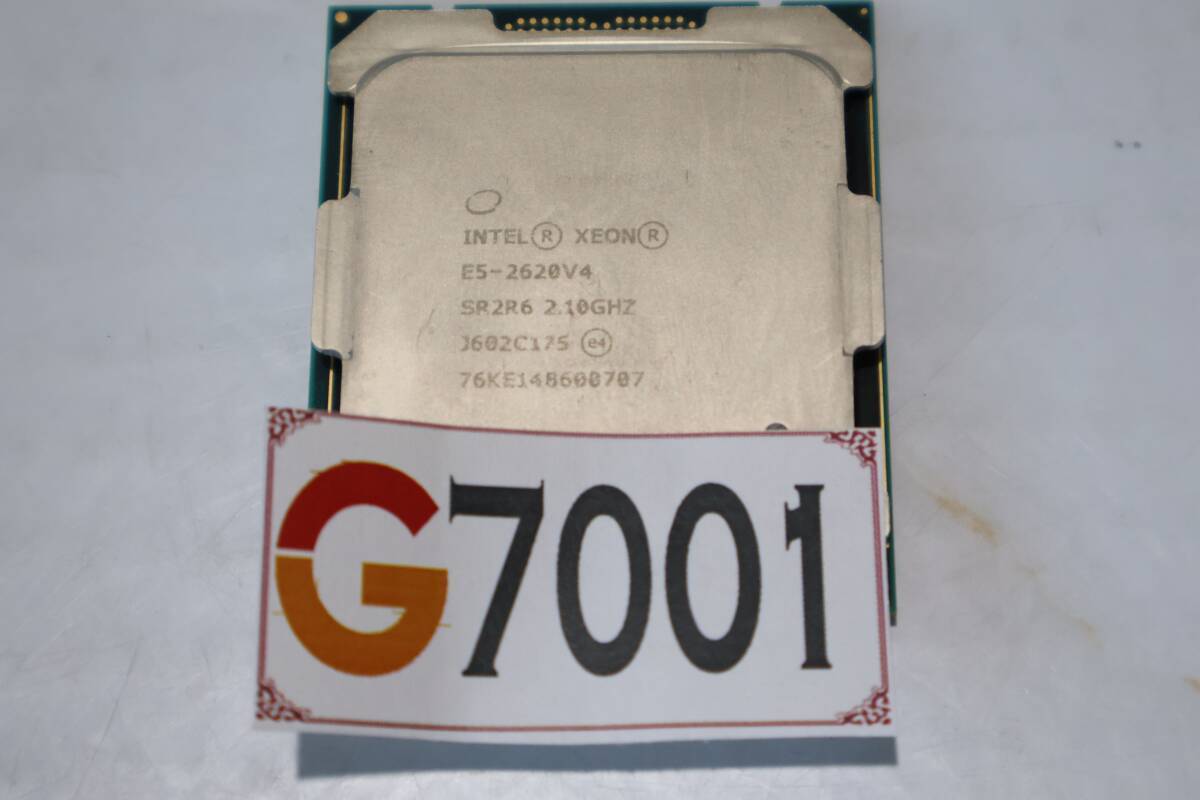 INTEL® XEON®
E5-2620V4
SR2R6 2.10GHZ
J602C175 e4
76KE148600707
G7001